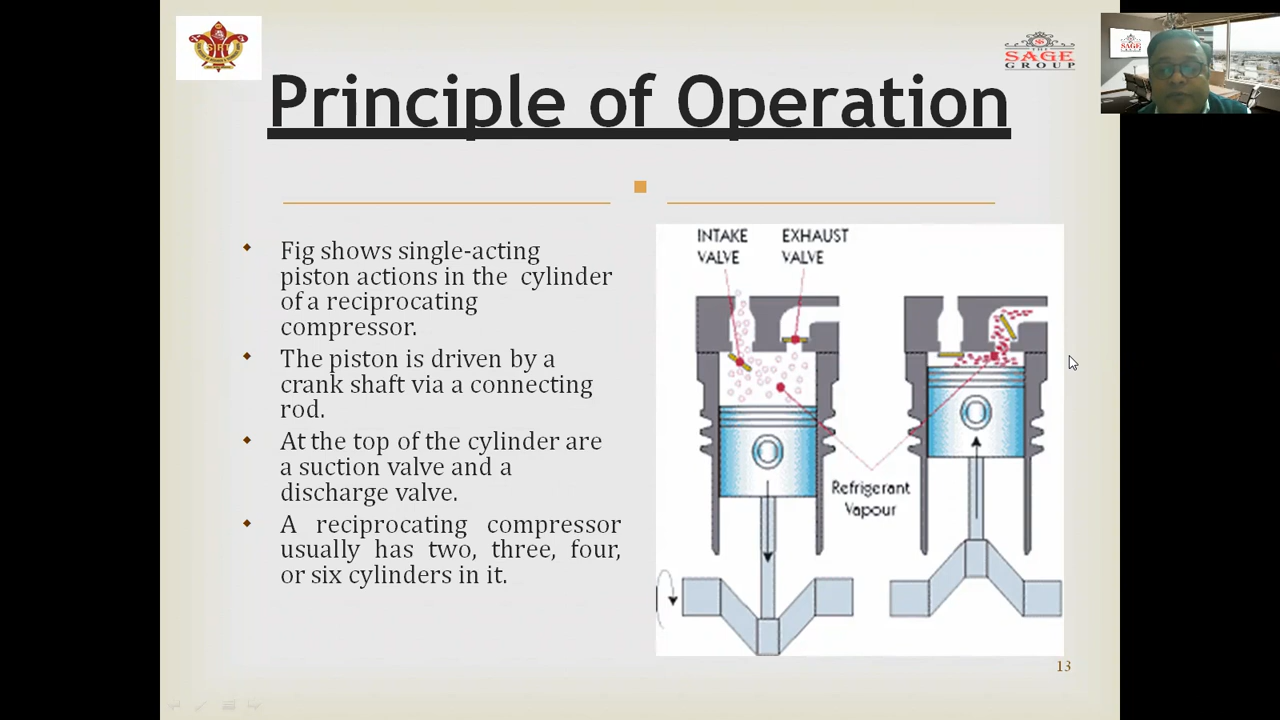 SAGE
GROUP
SAGE
Principle of Operation
Fig shows single-acting
piston actions in the cylinder
of a reciprocating
compressor.
The piston is driven by a
crank shaft via a connecting
rod.
At the top of the cylinder are
a suction valve and a
discharge valve.
A reciprocating compressor
usually has two, three, four,
or six cylinders in it.
INTAKE
VALVE
EXHAUST
VALVE
Refrigerant
Vapour
13